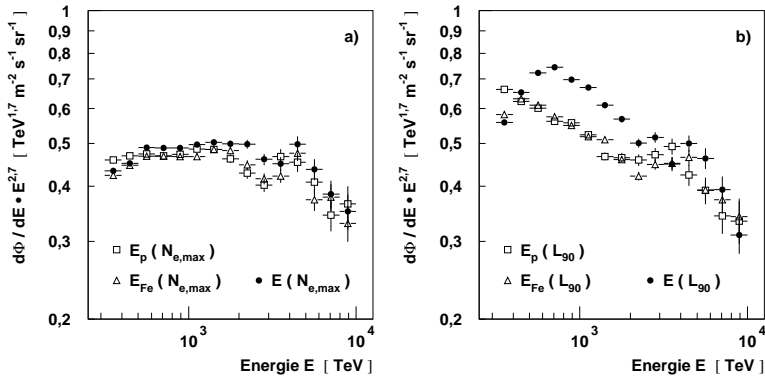 a)
dΦ / dE • E^2,7 [ TeV^1,7 m^-2 s^-1 sr^-1 ]
1
0,9
0,8
0,7
0,6
0,5
0,4
0,3
0,2
E_p ( N_e,max )
E_Fe ( N_e,max )
E ( N_e,max )
10^3
10^4
Energie E [ TeV ]
b)
dΦ / dE • E^2,7 [ TeV^1,7 m^-2 s^-1 sr^-1 ]
1
0,9
0,8
0,7
0,6
0,5
0,4
0,3
0,2
E_p ( L_90 )
E_Fe ( L_90 )
E ( L_90 )
10^3
10^4
Energie E [ TeV ]